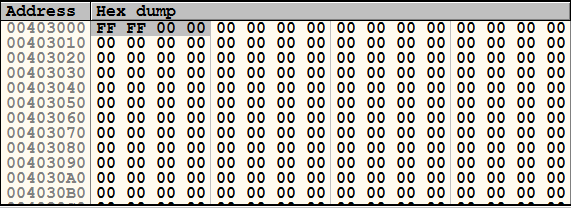 Address Hex dump
00403000 FF FF 00 00 00 00 00 00 00 00 00 00 00 00 00 00
00403010 00 00 00 00 00 00 00 00 00 00 00 00 00 00 00 00
00403020 00 00 00 00 00 00 00 00 00 00 00 00 00 00 00 00
00403030 00 00 00 00 00 00 00 00 00 00 00 00 00 00 00 00
00403040 00 00 00 00 00 00 00 00 00 00 00 00 00 00 00 00
00403050 00 00 00 00 00 00 00 00 00 00 00 00 00 00 00 00
00403060 00 00 00 00 00 00 00 00 00 00 00 00 00 00 00 00
00403070 00 00 00 00 00 00 00 00 00 00 00 00 00 00 00 00
00403080 00 00 00 00 00 00 00 00 00 00 00 00 00 00 00 00
00403090 00 00 00 00 00 00 00 00 00 00 00 00 00 00 00 00
004030A0 00 00 00 00 00 00 00 00 00 00 00 00 00 00 00 00
004030B0 00 00 00 00 00 00 00 00 00 00 00 00 00 00 00 00